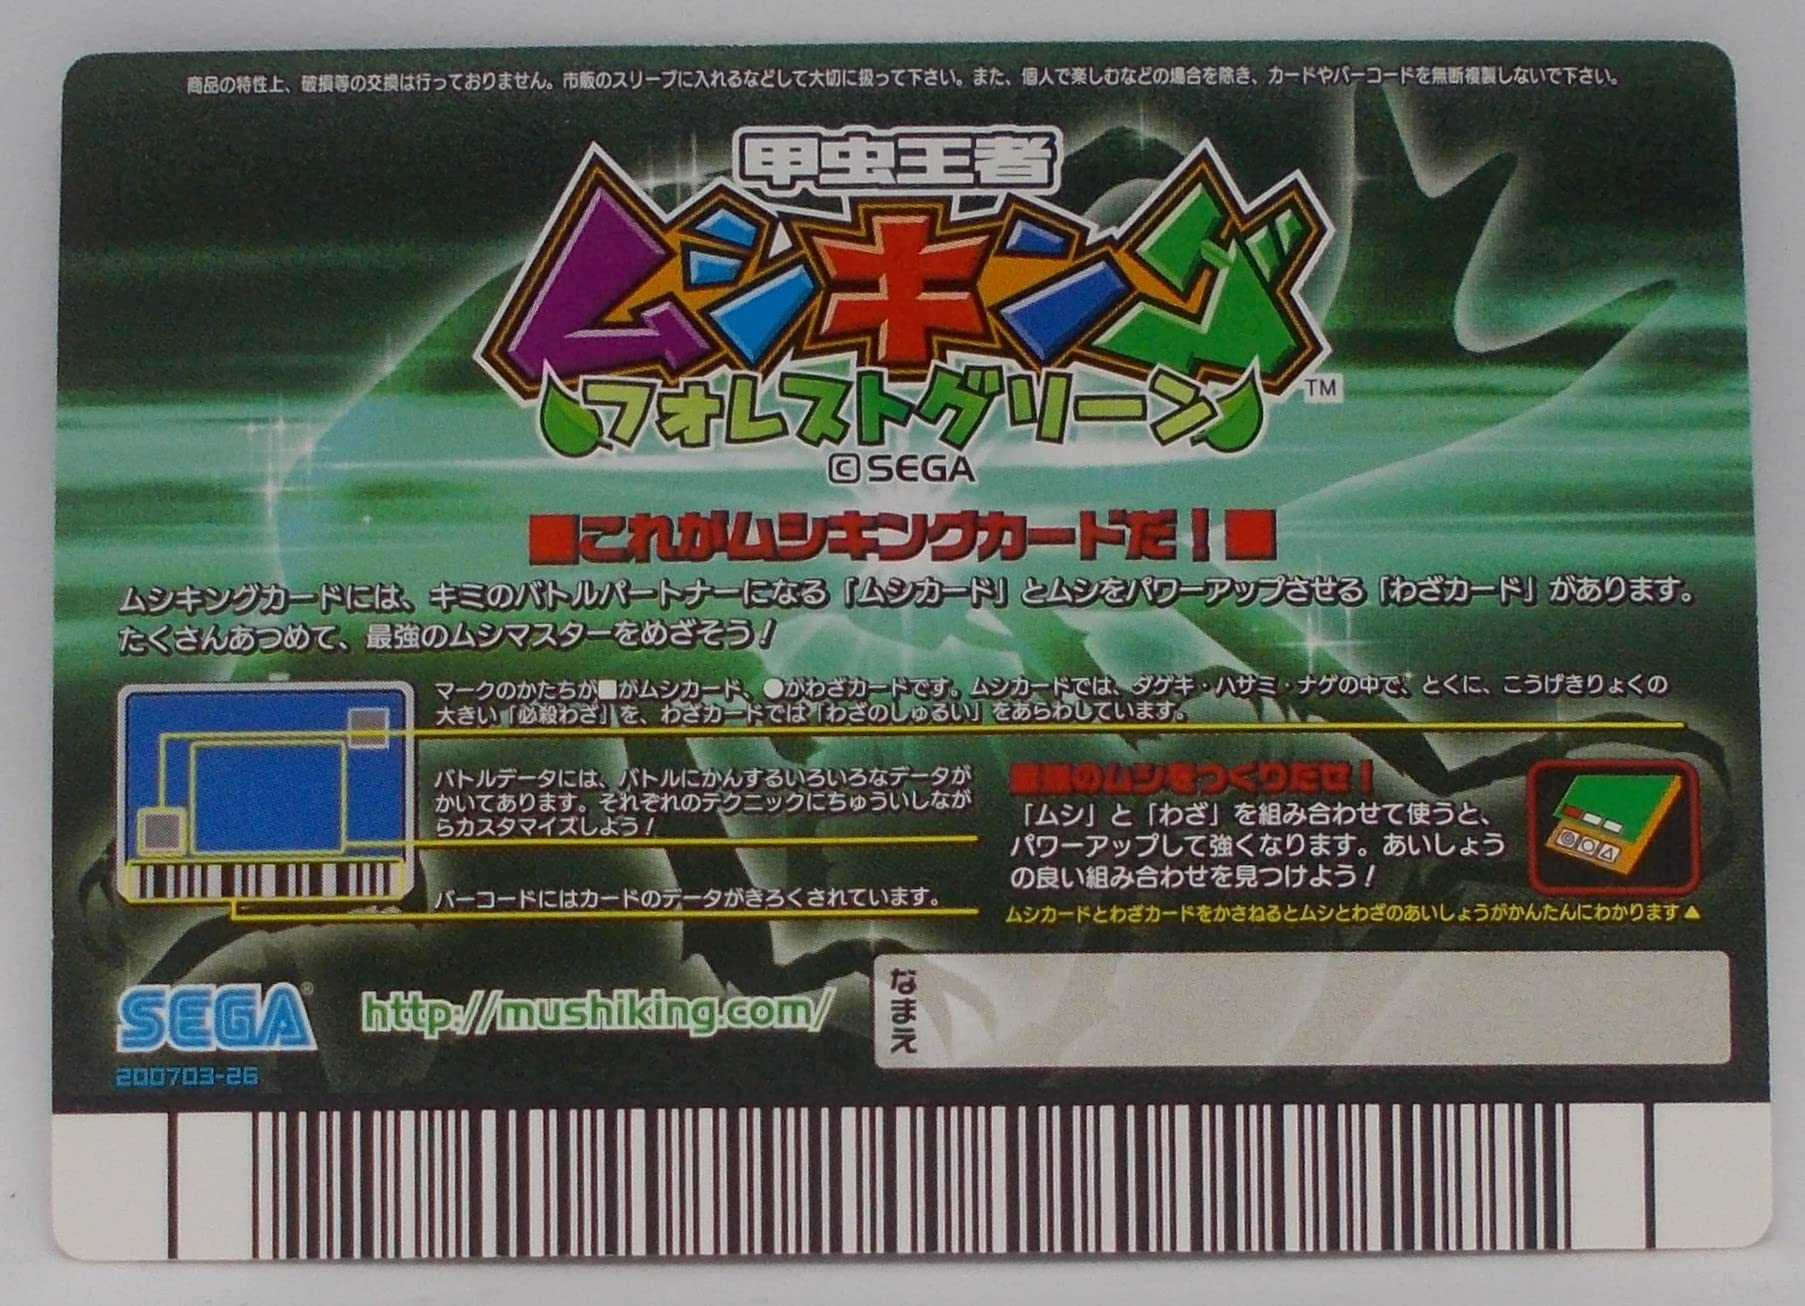 商品の特性上、破損等の交換は行っておりません。市販のスリーブに入れるなどして大切に扱って下さい。また、個人で楽しむなどの場合を除き、カードやバーコードを無断複製しないで下さい。
甲虫王者
ムシキング
TM
フォレストグリーン
©SEGA
■これがムシキングカードだ！■
ムシキングカードには、キミのバトルパートナーになる「ムシカード」とムシをパワーアップさせる「わざカード」があります。
たくさんあつめて、最強のムシマスターをめざそう！
マークのかたちが■がムシカード、●がわざカードです。ムシカードでは、ダゲキ・ハサミ・ナゲの中で、とくに、こうげきりょくの
大きい「必殺わざ」を、わざカードでは「わざのしゅるい」をあらわしています。
バトルデータには、バトルにかんするいろいろなデータが
かいてあります。それぞれのテクニックにちゅういしなが
らカスタマイズしよう！
バーコードにはカードのデータがきろくされています。
最強のムシをつくりだせ！
「ムシ」と「わざ」を組み合わせて使うと、
パワーアップして強くなります。あいしょう
の良い組み合わせを見つけよう！
ムシカードとわざカードをかさねるとムシとわざのあいしょうがかんたんにわかります▲
SEGA®
http://mushiking.com/
なまえ
200703-26